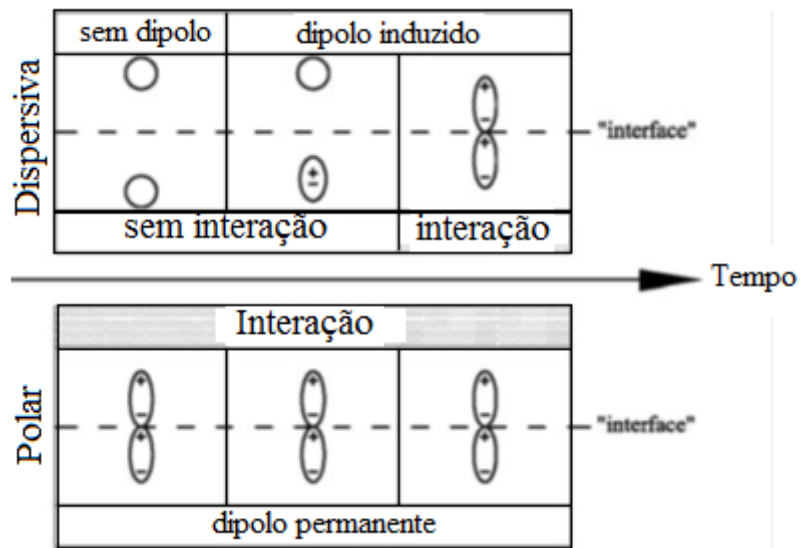 sem dipolo
dipolo induzido
Dispersiva
+
−
+
−
+
−
"interface"
sem interação
interação
Tempo
Interação
Polar
+
+
+
−
−
−
"interface"
+
+
+
−
−
−
dipolo permanente